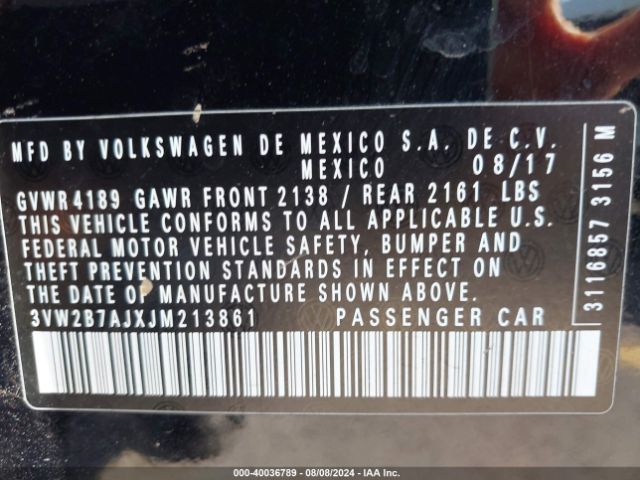 MFD BY VOLKSWAGEN DE MEXICO S.A. DE C.V.
MEXICO 08/17
GVWR 4189 GAWR FRONT 2138 / REAR 2161 LBS
THIS VEHICLE CONFORMS TO ALL APPLICABLE U.S.
FEDERAL MOTOR VEHICLE SAFETY, BUMPER AND
THEFT PREVENTION STANDARDS IN EFFECT ON
THE DATE OF MANUFACTURE SHOWN ABOVE.
3VW2B7AJXJM213861 PASSENGER CAR
3116857 3156 M
000-40036789 - 08/08/2024 - IAA Inc.